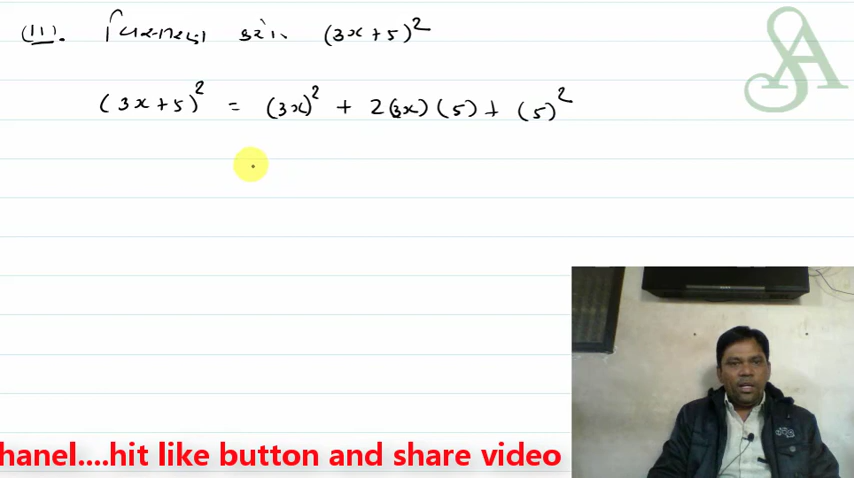 (11). (3x+5)²
(3x+5)² = (3x)² + 2(3x)(5) + (5)²
hanel....hit like button and share video